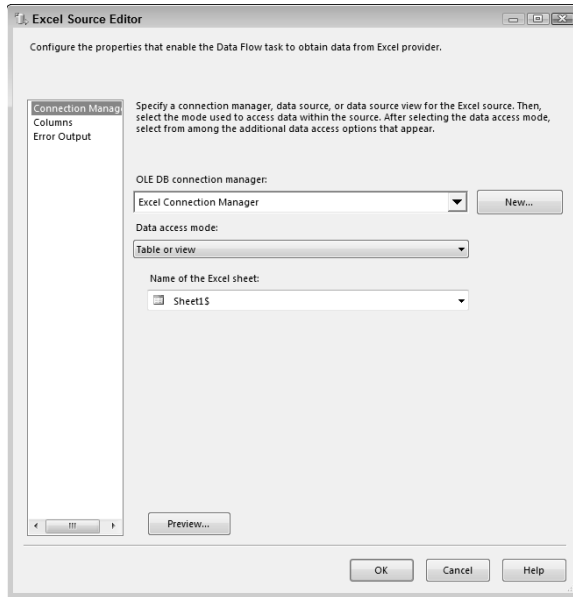 Excel Source Editor
Configure the properties that enable the Data Flow task to obtain data from Excel provider.
Connection Manag
Columns
Error Output
Specify a connection manager, data source, or data source view for the Excel source. Then,
select the mode used to access data within the source. After selecting the data access mode,
select from among the additional data access options that appear.
OLE DB connection manager:
Excel Connection Manager
New...
Data access mode:
Table or view
Name of the Excel sheet:
Sheet1$
Preview...
OK
Cancel
Help